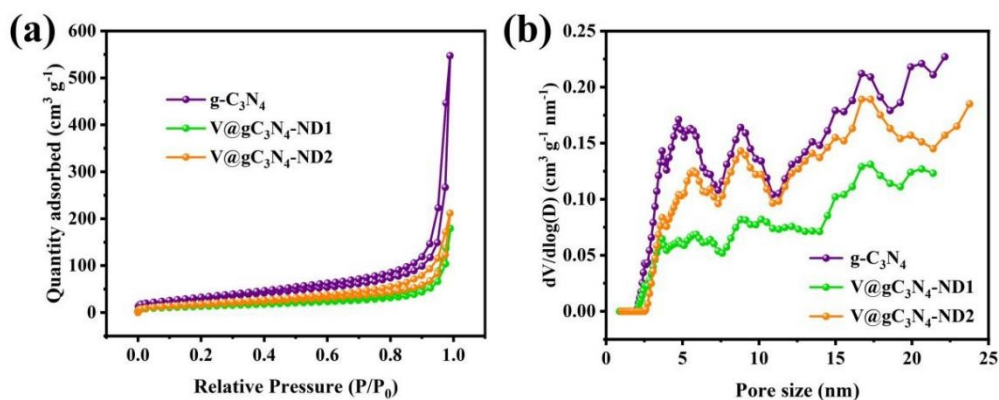 (a)
600
500
400
300
200
100
0
Quantity adsorbed (cm³ g⁻¹)
g-C₃N₄
V@gC₃N₄-ND1
V@gC₃N₄-ND2
0.0 0.2 0.4 0.6 0.8 1.0
Relative Pressure (P/P₀)
(b)
0.25
0.20
0.15
0.10
0.05
0.00
dV/dlog(D) (cm³ g⁻¹ nm⁻¹)
g-C₃N₄
V@gC₃N₄-ND1
V@gC₃N₄-ND2
0 5 10 15 20 25
Pore size (nm)